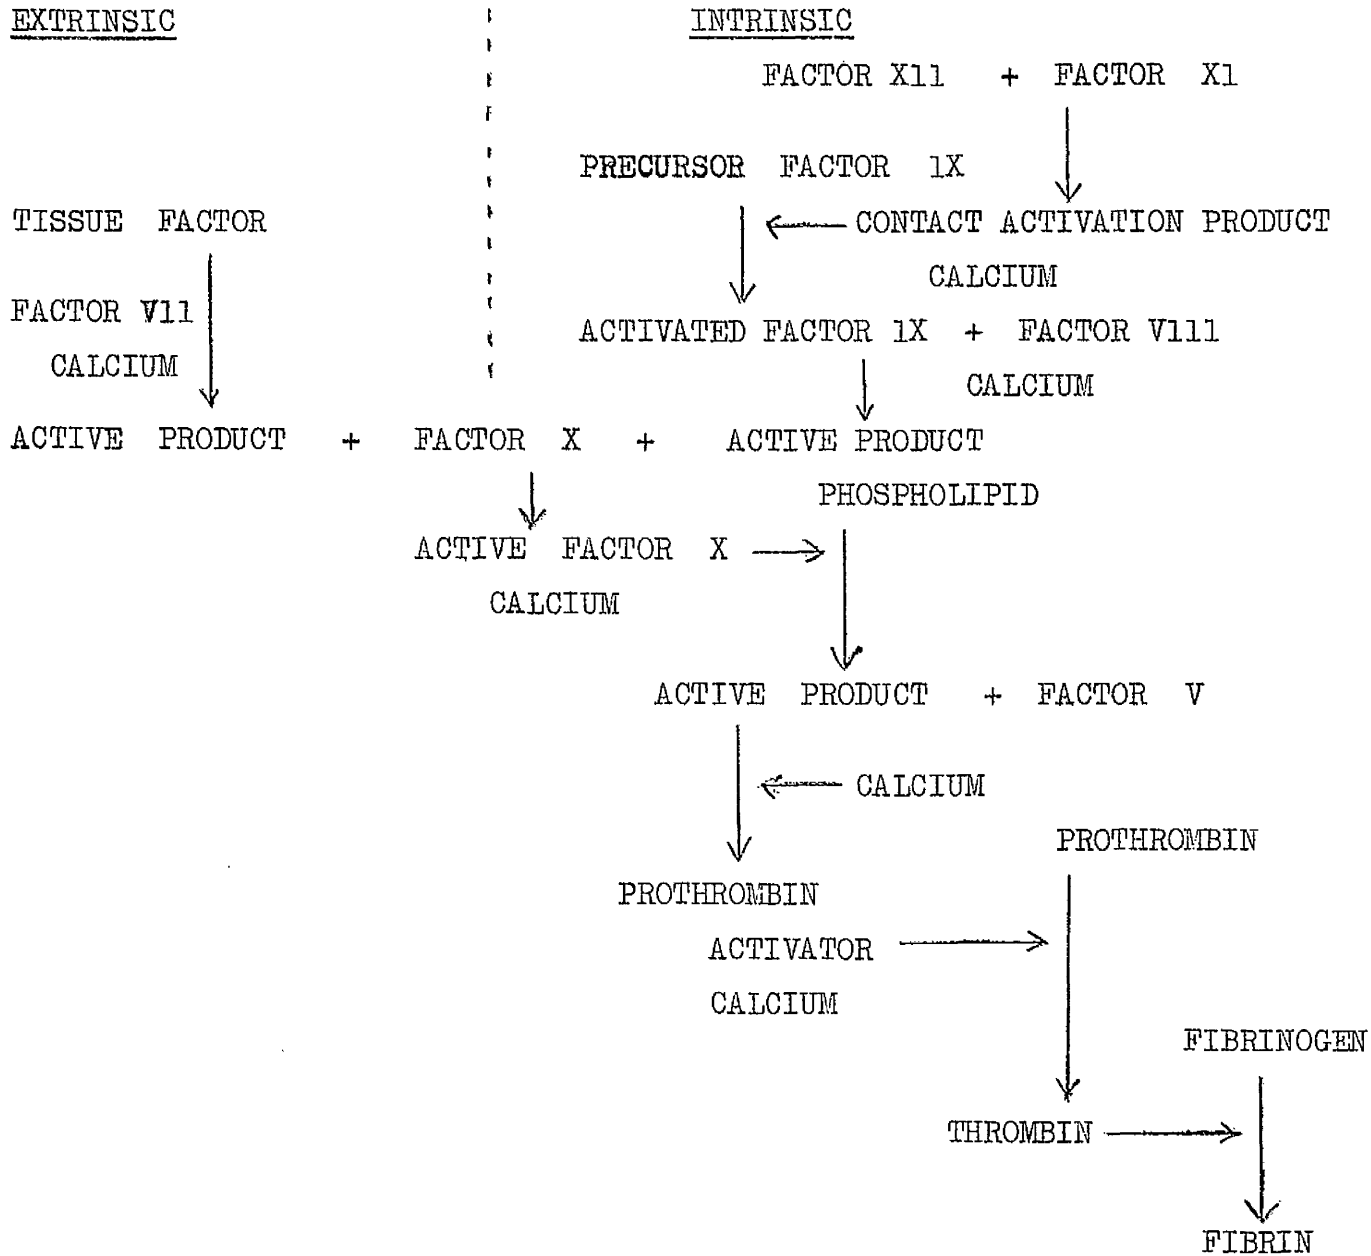 EXTRINSIC
INTRINSIC
FACTOR X11 + FACTOR X1
PRECURSOR FACTOR 1X
TISSUE FACTOR
CONTACT ACTIVATION PRODUCT
CALCIUM
FACTOR V11
ACTIVATED FACTOR 1X + FACTOR V111
CALCIUM
CALCIUM
ACTIVE PRODUCT + FACTOR X + ACTIVE PRODUCT
PHOSPHOLIPID
ACTIVE FACTOR X
CALCIUM
ACTIVE PRODUCT + FACTOR V
CALCIUM
PROTHROMBIN
PROTHROMBIN
ACTIVATOR
CALCIUM
FIBRINOGEN
THROMBIN
FIBRIN